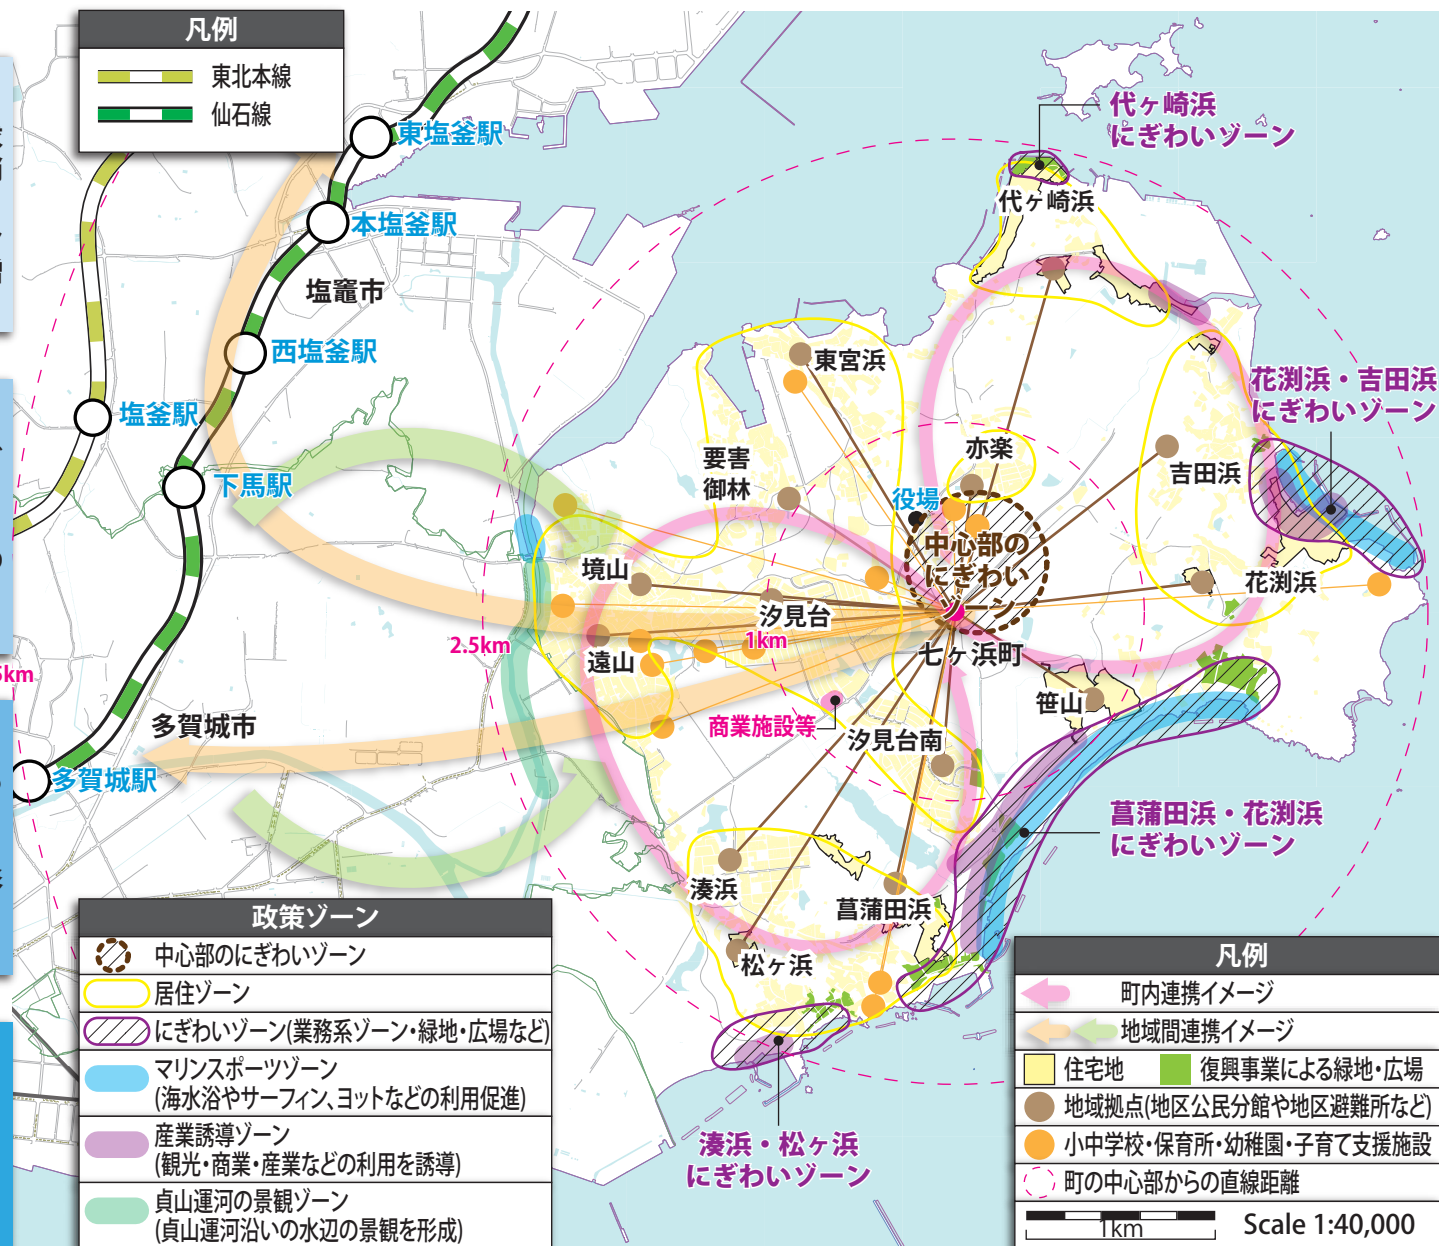 凡例
東北本線
仙石線
東塩釜駅
本塩釜駅
塩竈市
西塩釜駅
塩釜駅
下馬駅
多賀城市
多賀城駅
代ヶ崎浜
にぎわいゾーン
代ヶ崎浜
東宮浜
花渕浜・吉田浜
にぎわいゾーン
要害
御林
亦楽
吉田浜
役場
中心部の
にぎわい
ゾーン
境山
汐見台
花渕浜
1km
2.5km
遠山
七ヶ浜町
笹山
商業施設等
汐見台南
菖蒲田浜・花渕浜
にぎわいゾーン
湊浜
菖蒲田浜
松ヶ浜
湊浜・松ヶ浜
にぎわいゾーン
政策ゾーン
中心部のにぎわいゾーン
居住ゾーン
にぎわいゾーン(業務系ゾーン・緑地・広場など)
マリンスポーツゾーン
(海水浴やサーフィン、ヨットなどの利用促進)
産業誘導ゾーン
(観光・商業・産業などの利用を誘導)
貞山運河の景観ゾーン
(貞山運河沿いの水辺の景観を形成)
凡例
町内連携イメージ
地域間連携イメージ
住宅地 復興事業による緑地・広場
地域拠点(地区公民分館や地区避難所など)
小中学校・保育所・幼稚園・子育て支援施設
町の中心部からの直線距離
1km Scale 1:40,000